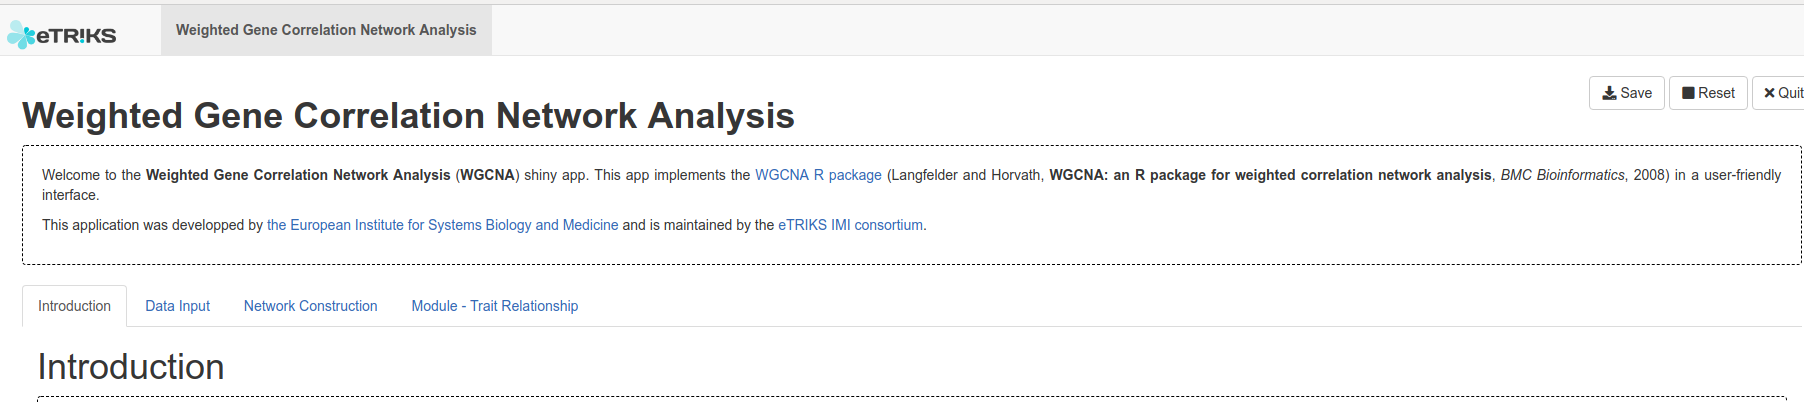 eTRIKS
Weighted Gene Correlation Network Analysis
Save
Reset
Quit
Weighted Gene Correlation Network Analysis
Welcome to the Weighted Gene Correlation Network Analysis (WGCNA) shiny app. This app implements the WGCNA R package (Langfelder and Horvath, WGCNA: an R package for weighted correlation network analysis, BMC Bioinformatics, 2008) in a user-friendly
interface.
This application was developped by the European Institute for Systems Biology and Medicine and is maintained by the eTRIKS IMI consortium.
Introduction
Data Input
Network Construction
Module - Trait Relationship
Introduction